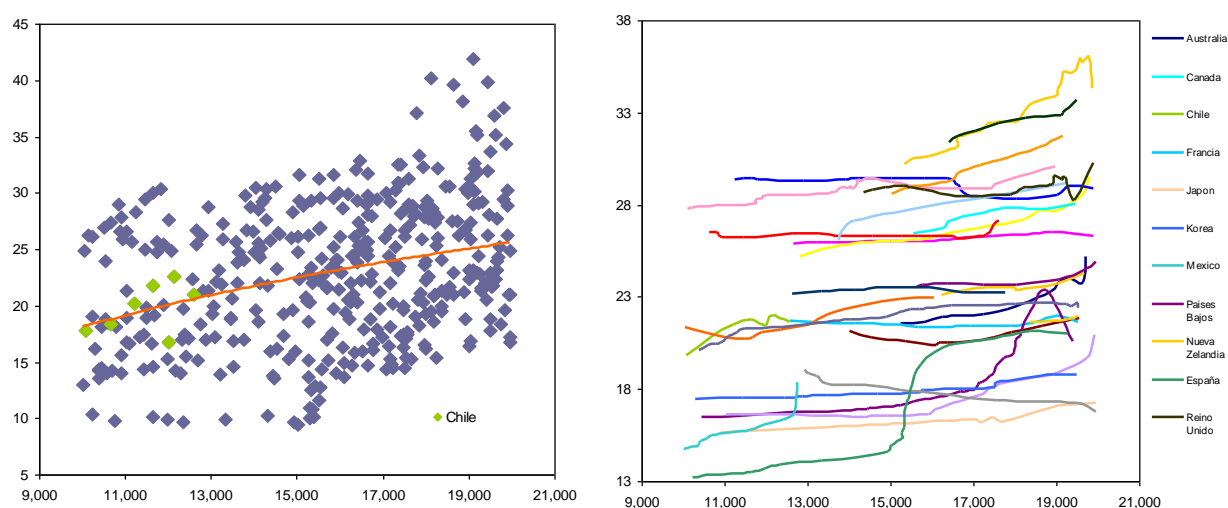 45
40
35
30
25
20
15
10
5
9,000
11,000
13,000
15,000
17,000
19,000
21,000
Chile
38
33
28
23
18
13
9,000
11,000
13,000
15,000
17,000
19,000
21,000
Australia
Canada
Chile
Francia
Japon
Korea
Mexico
Paises
Bajos
Nueva
Zelandia
España
Reino
Unido